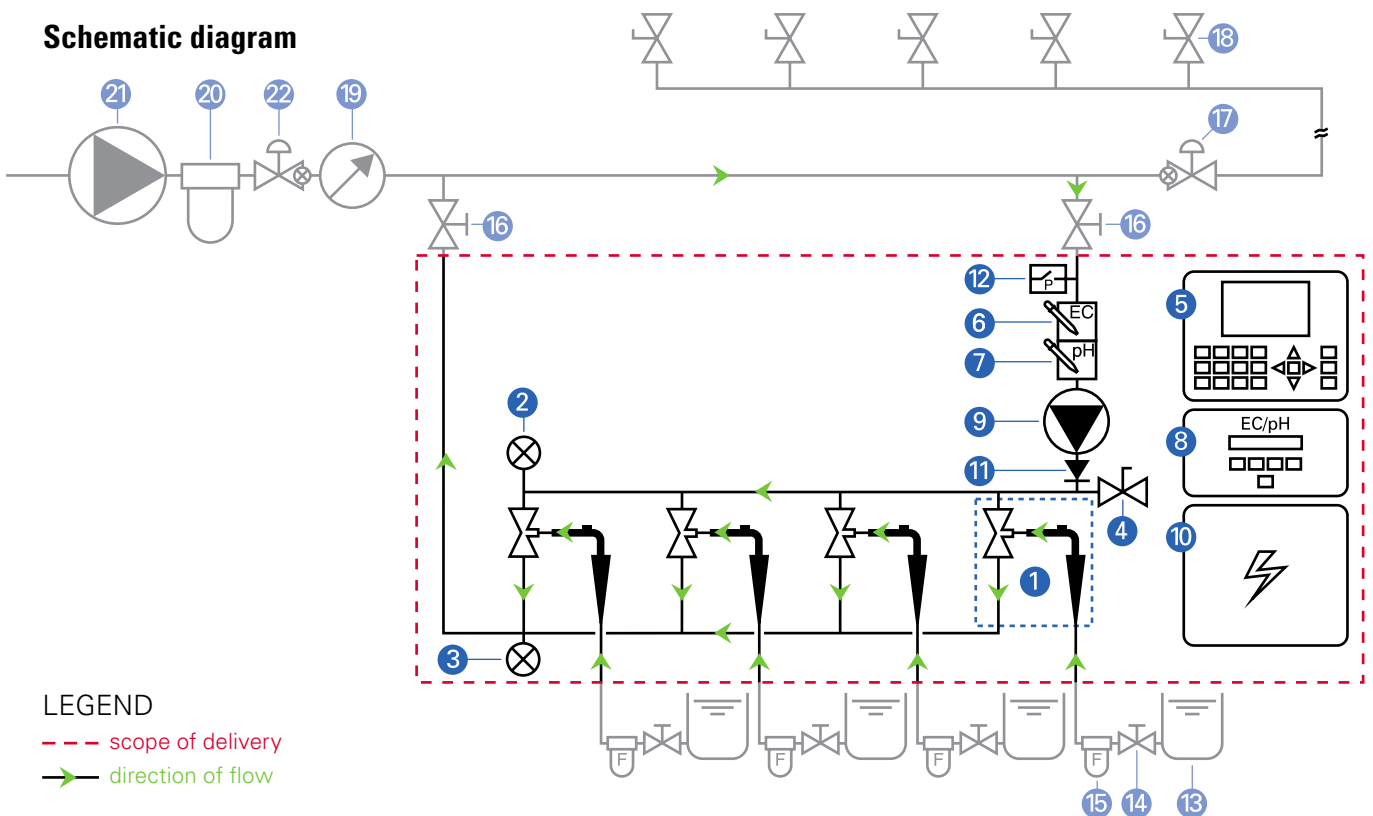 Schematic diagram
18
21
20
22
19
17
16
16
12
P
5
6
EC
7
pH
2
9
8
EC/pH
11
4
10
1
3
LEGEND
scope of delivery
direction of flow
F
F
F
F
15
14
13